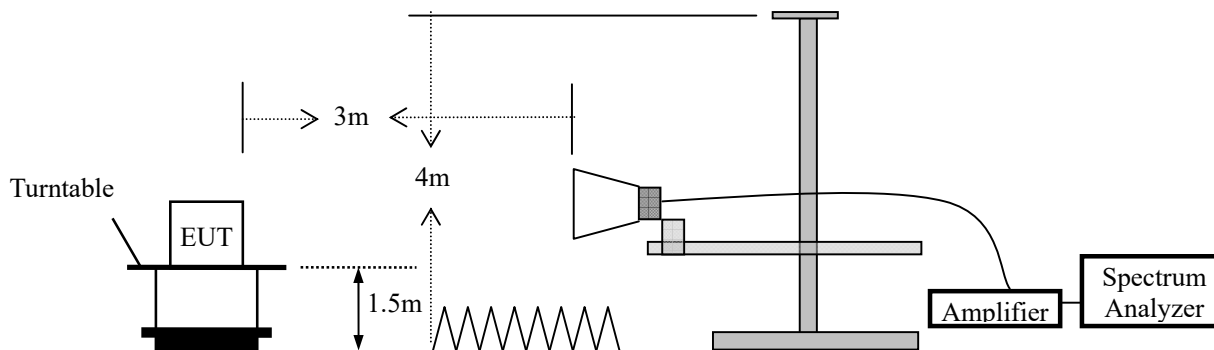 3m
4m
Turntable
EUT
1.5m
Spectrum
Analyzer
Amplifier